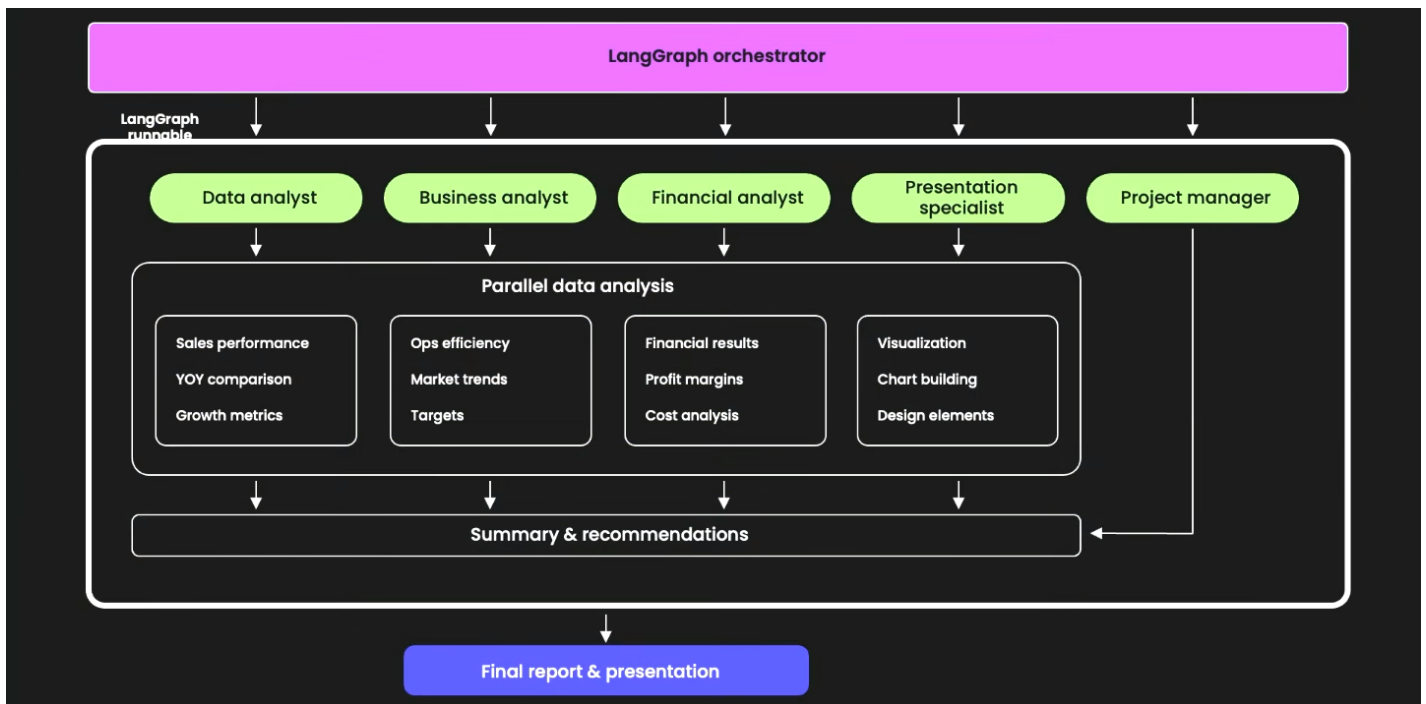 LangGraph orchestrator
LangGraph
runnable
Data analyst
Business analyst
Financial analyst
Presentation
specialist
Project manager
Parallel data analysis
Sales performance
YOY comparison
Growth metrics
Ops efficiency
Market trends
Targets
Financial results
Profit margins
Cost analysis
Visualization
Chart building
Design elements
Summary & recommendations
Final report & presentation